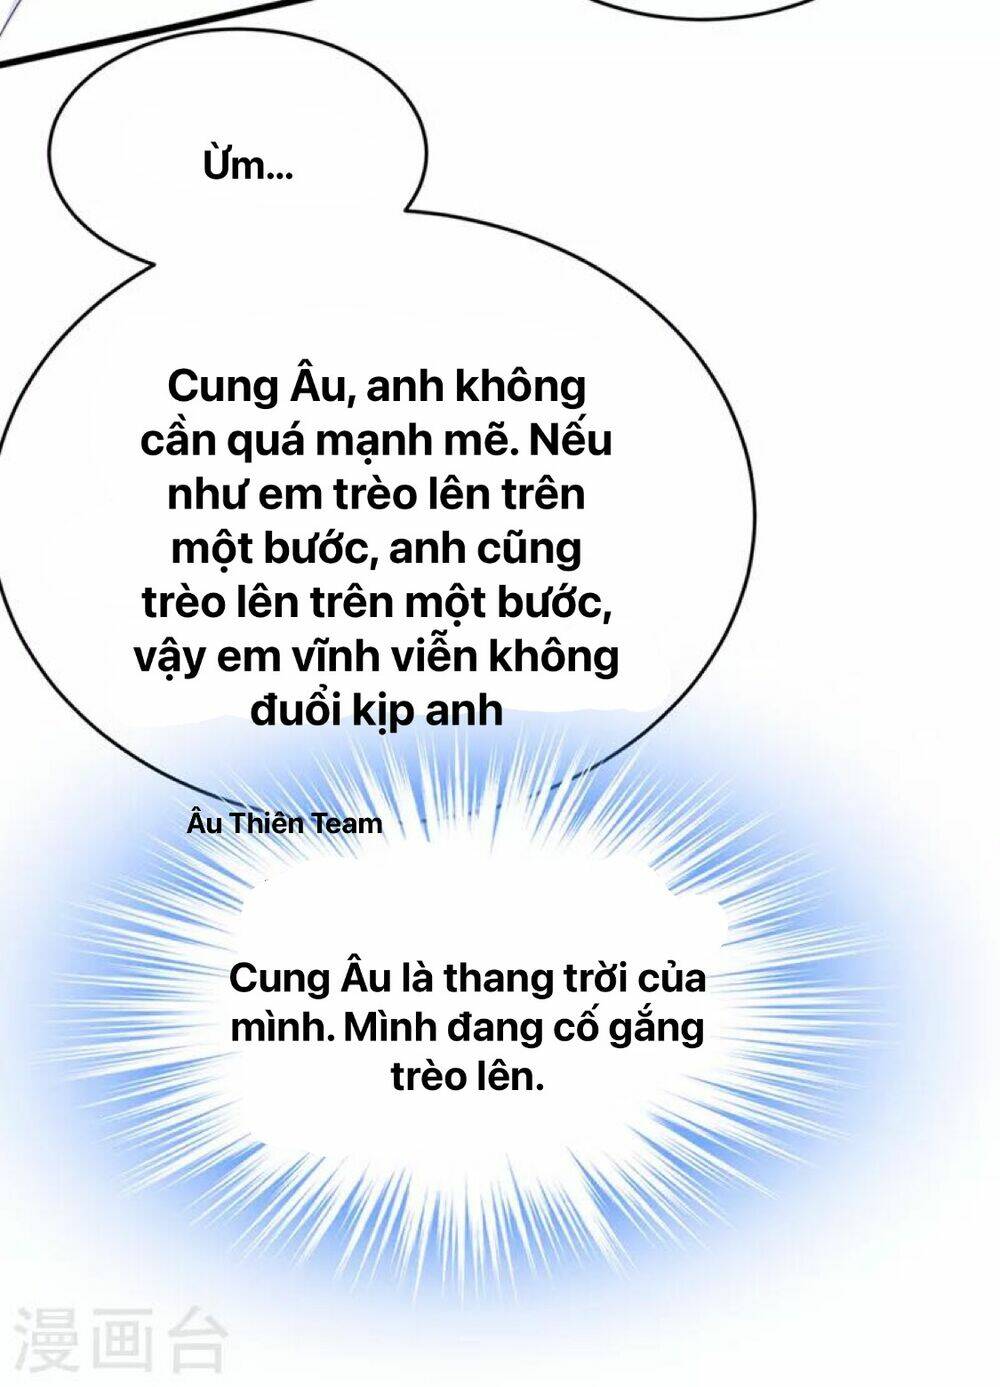 Ừm...
Cung Âu, anh không
cần quá mạnh mẽ. Nếu
như em trèo lên trên
một bước, anh cũng
trèo lên trên một bước,
vậy em vĩnh viễn không
đuổi kịp anh
Âu Thiên Team
Cung Âu là thang trời của
mình. Mình đang cố gắng
trèo lên.
漫画台